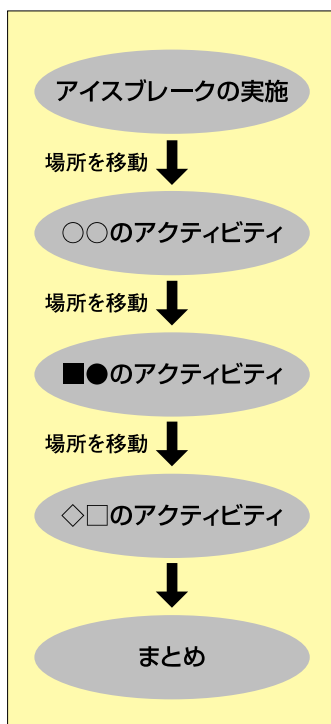 アイスブレークの実施
場所を移動
○○のアクティビティ
場所を移動
■●のアクティビティ
場所を移動
◇□のアクティビティ
まとめ